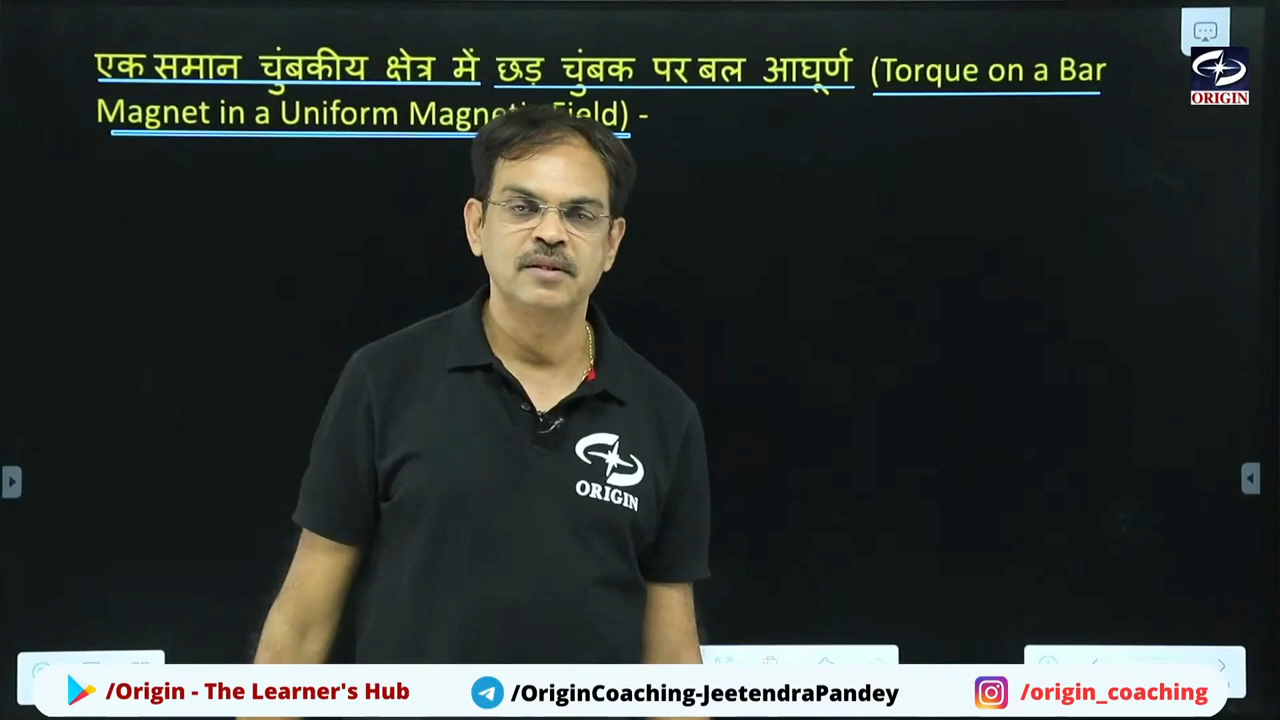 एक समान चुंबकीय क्षेत्र में छड़ चुंबक पर बल आघूर्ण (Torque on a Bar
Magnet in a Uniform Magnetic Field) -
ORIGIN
ORIGIN
/Origin - The Learner's Hub
/OriginCoaching-JeetendraPandey
/origin_coaching